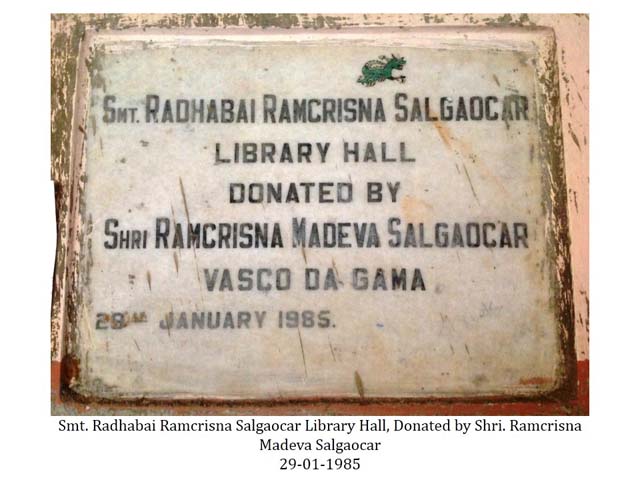 SMT. RADHABAI RAMCRISNA SALGAOCAR
LIBRARY HALL
DONATED BY
SHRI RAMCRISNA MADEVA SALGAOCAR
VASCO DA GAMA
29TH JANUARY 1985.
Smt. Radhabai Ramcrisna Salgaocar Library Hall, Donated by Shri. Ramcrisna
Madeva Salgaocar
29-01-1985